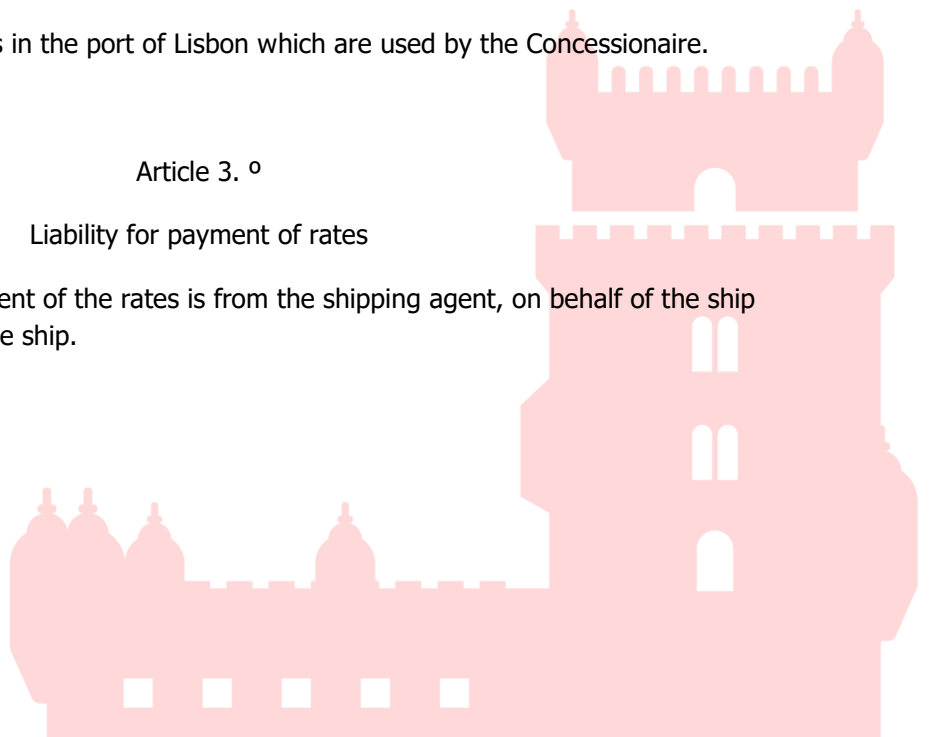 s in the port of Lisbon which are used by the Concessionaire.
Article 3. º
Liability for payment of rates
ent of the rates is from the shipping agent, on behalf of the ship
e ship.